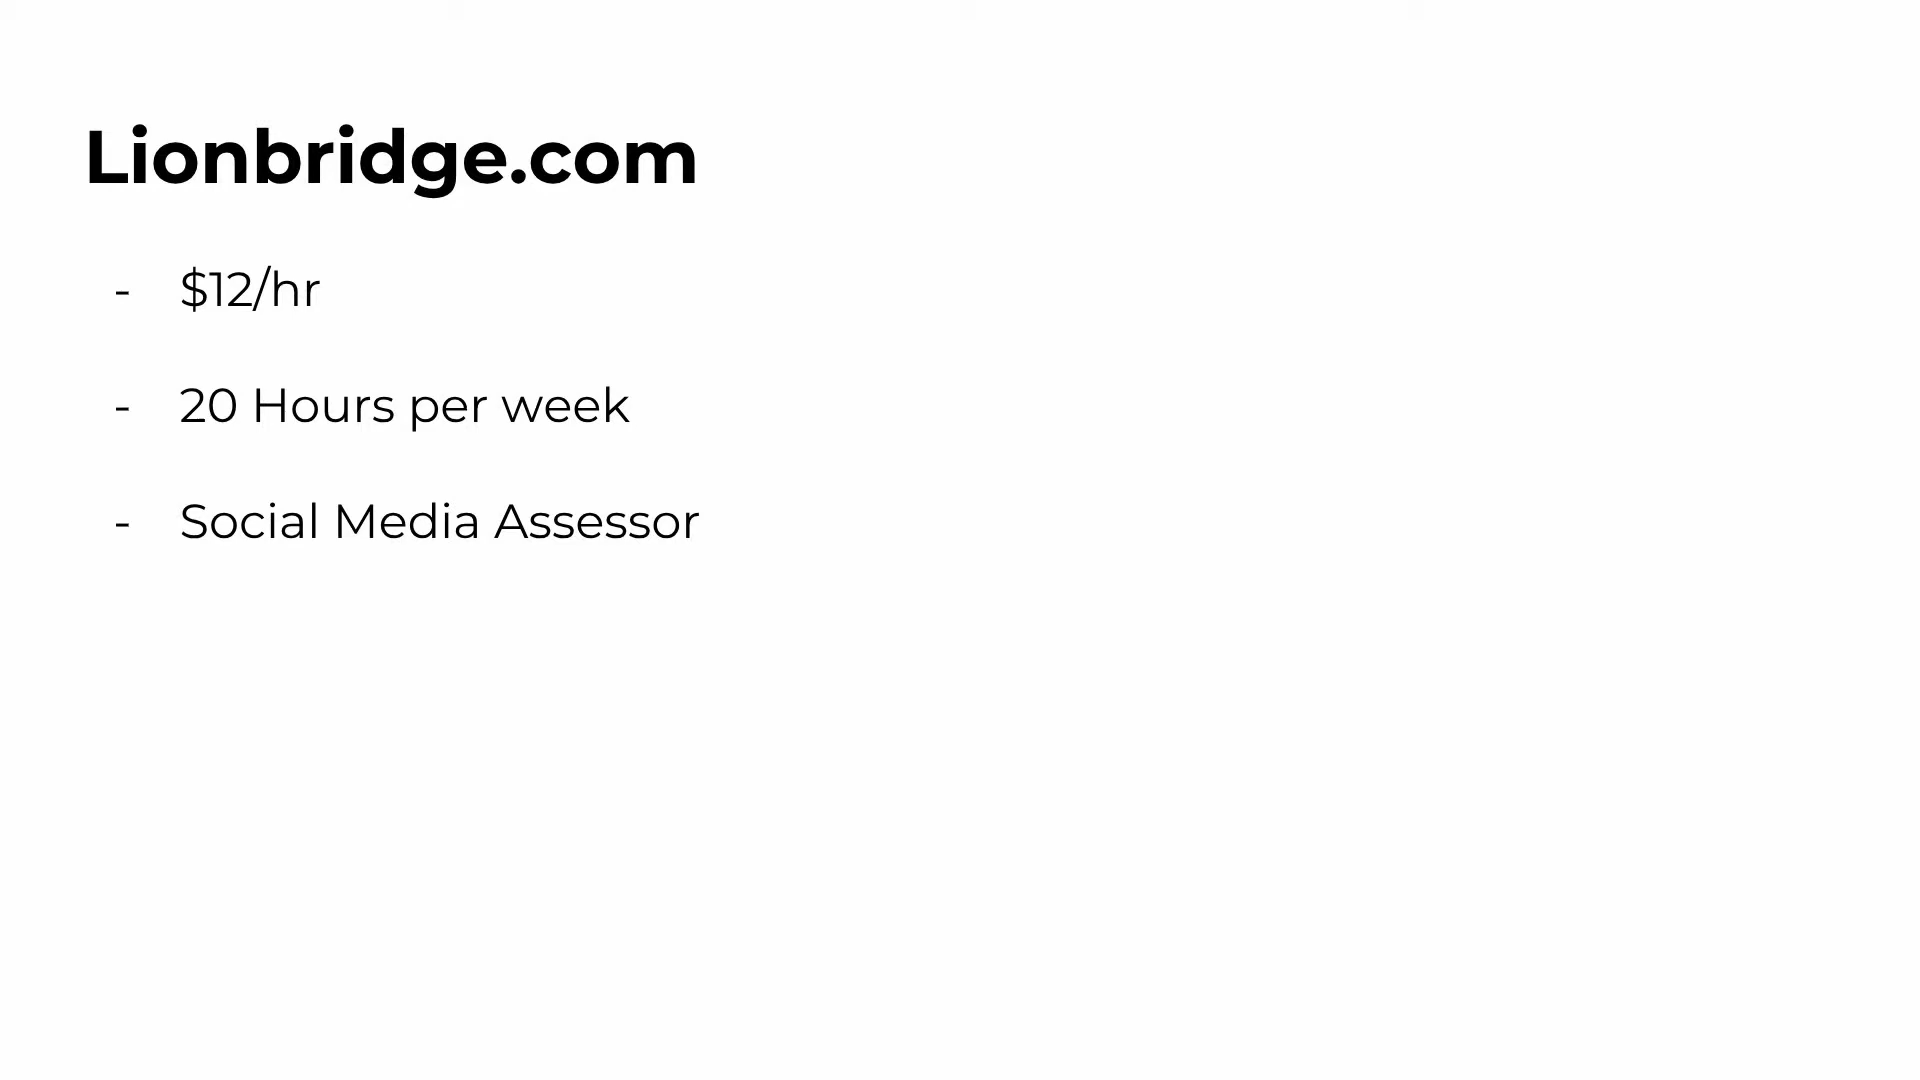 Lionbridge.com
- $12/hr
- 20 Hours per week
- Social Media Assessor